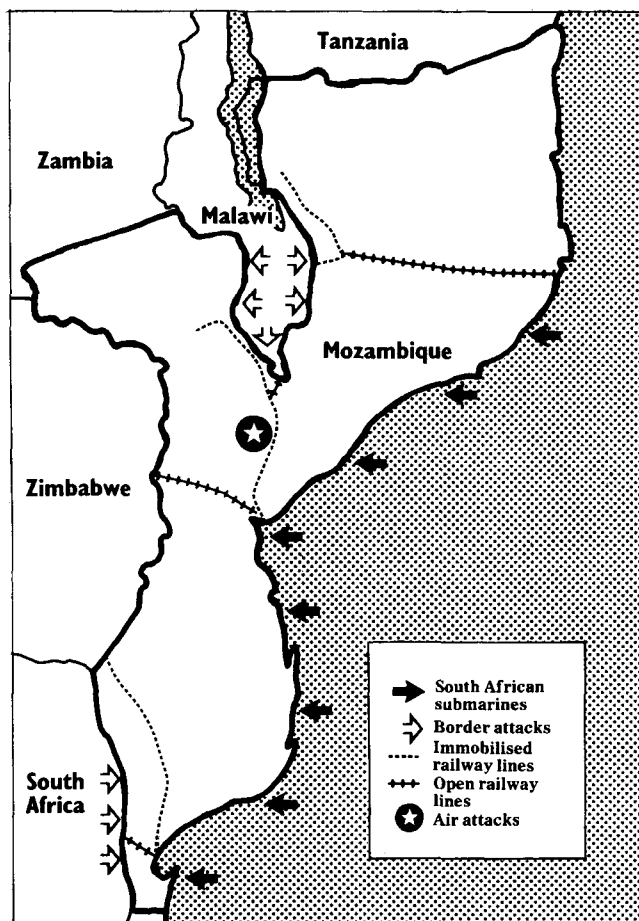 Tanzania
Zambia
Malawi
Mozambique
Zimbabwe
South
Africa
South African
submarines
Border attacks
Immobilised
railway lines
Open railway
lines
Air attacks